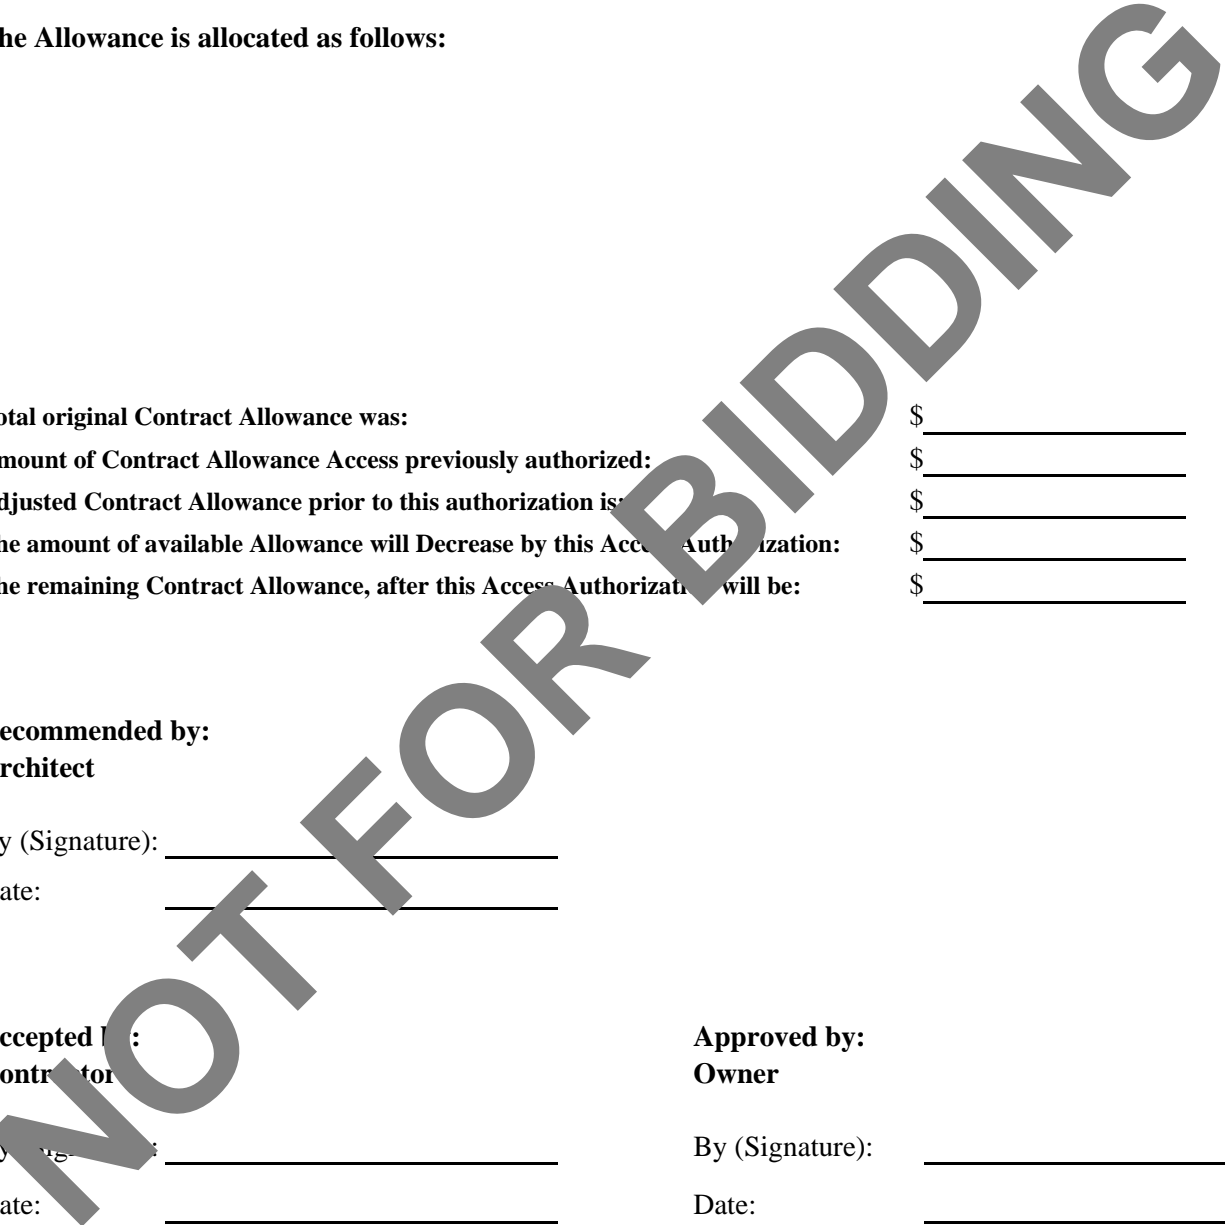 he Allowance is allocated as follows:
otal original Contract Allowance was: $
mount of Contract Allowance Access previously authorized: $
djusted Contract Allowance prior to this authorization is: $
he amount of available Allowance will Decrease by this Access Authorization: $
he remaining Contract Allowance, after this Access Authorization will be: $
ecommended by:
rchitect
y (Signature):
ate:
ccepted by: Approved by:
ontractor Owner
y (Signature): By (Signature):
ate: Date:
NOT FOR BIDDING